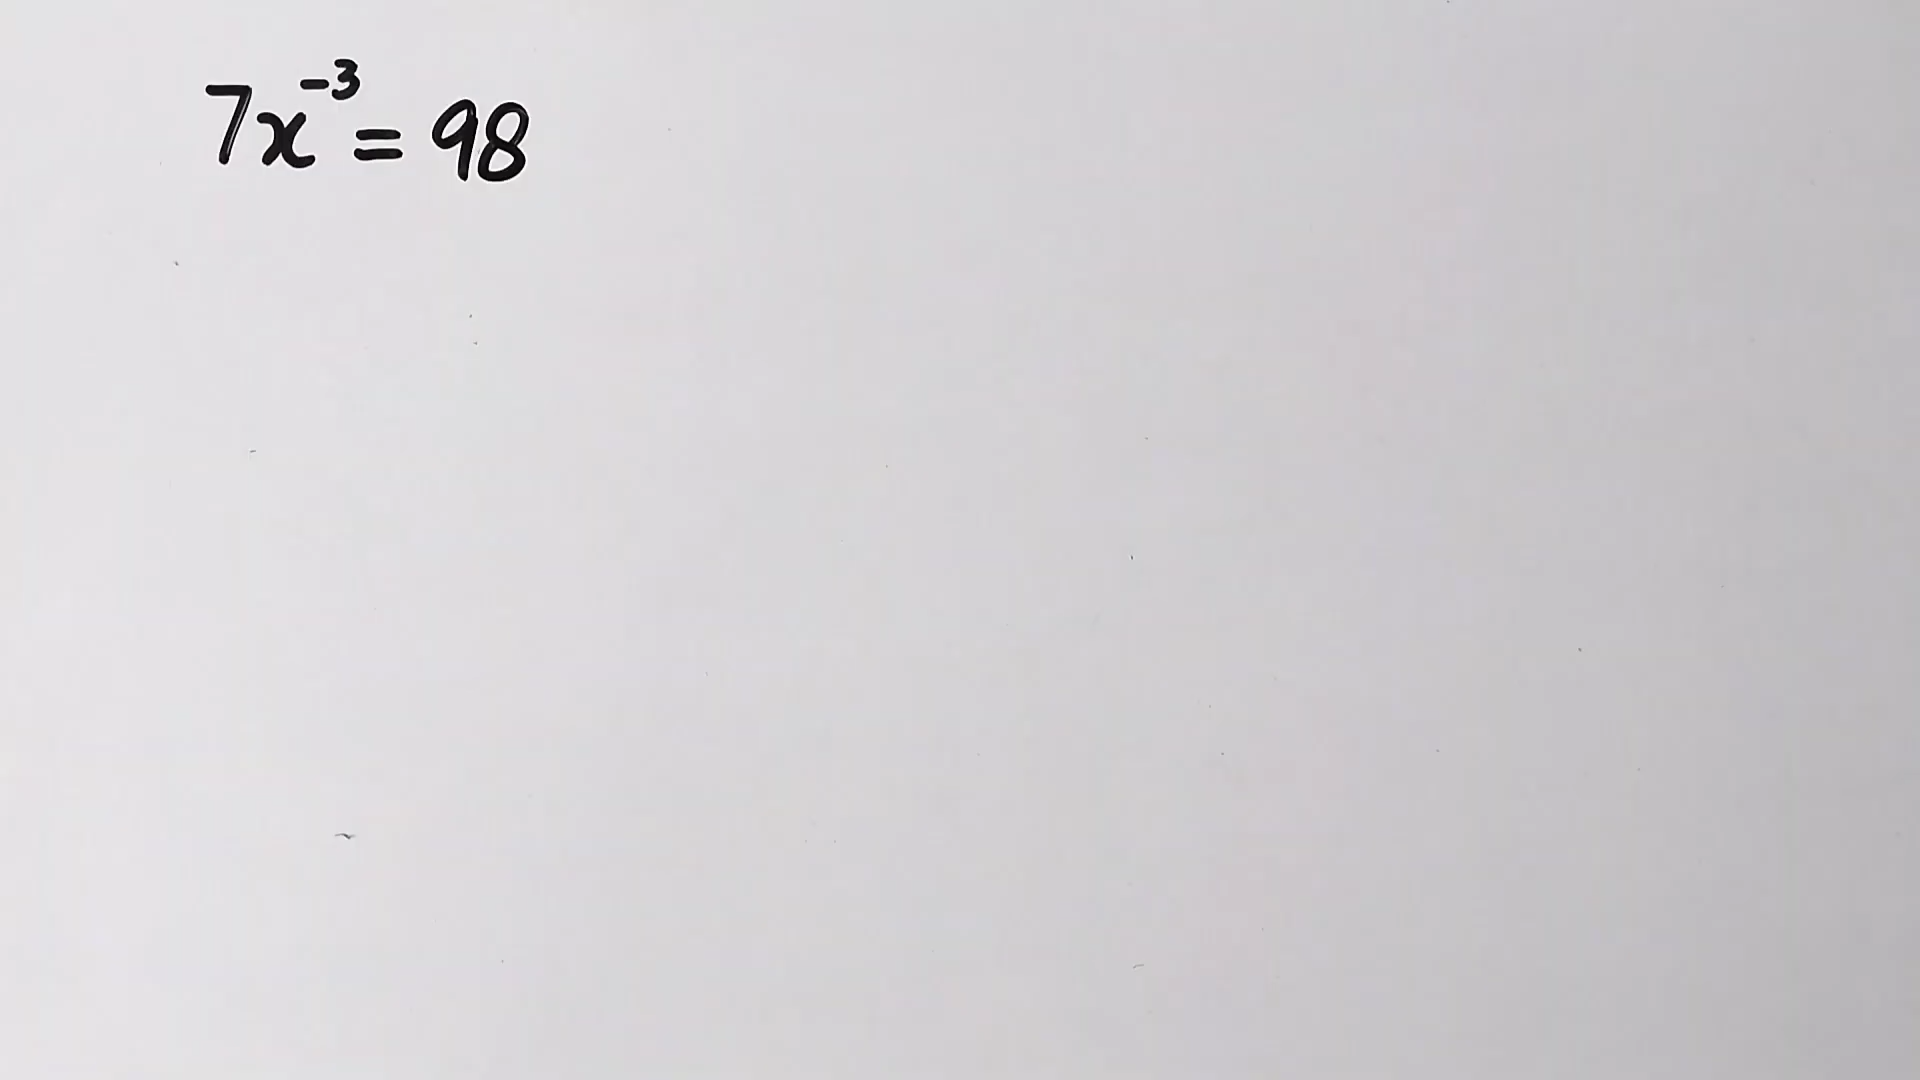 7x⁻³ = 98